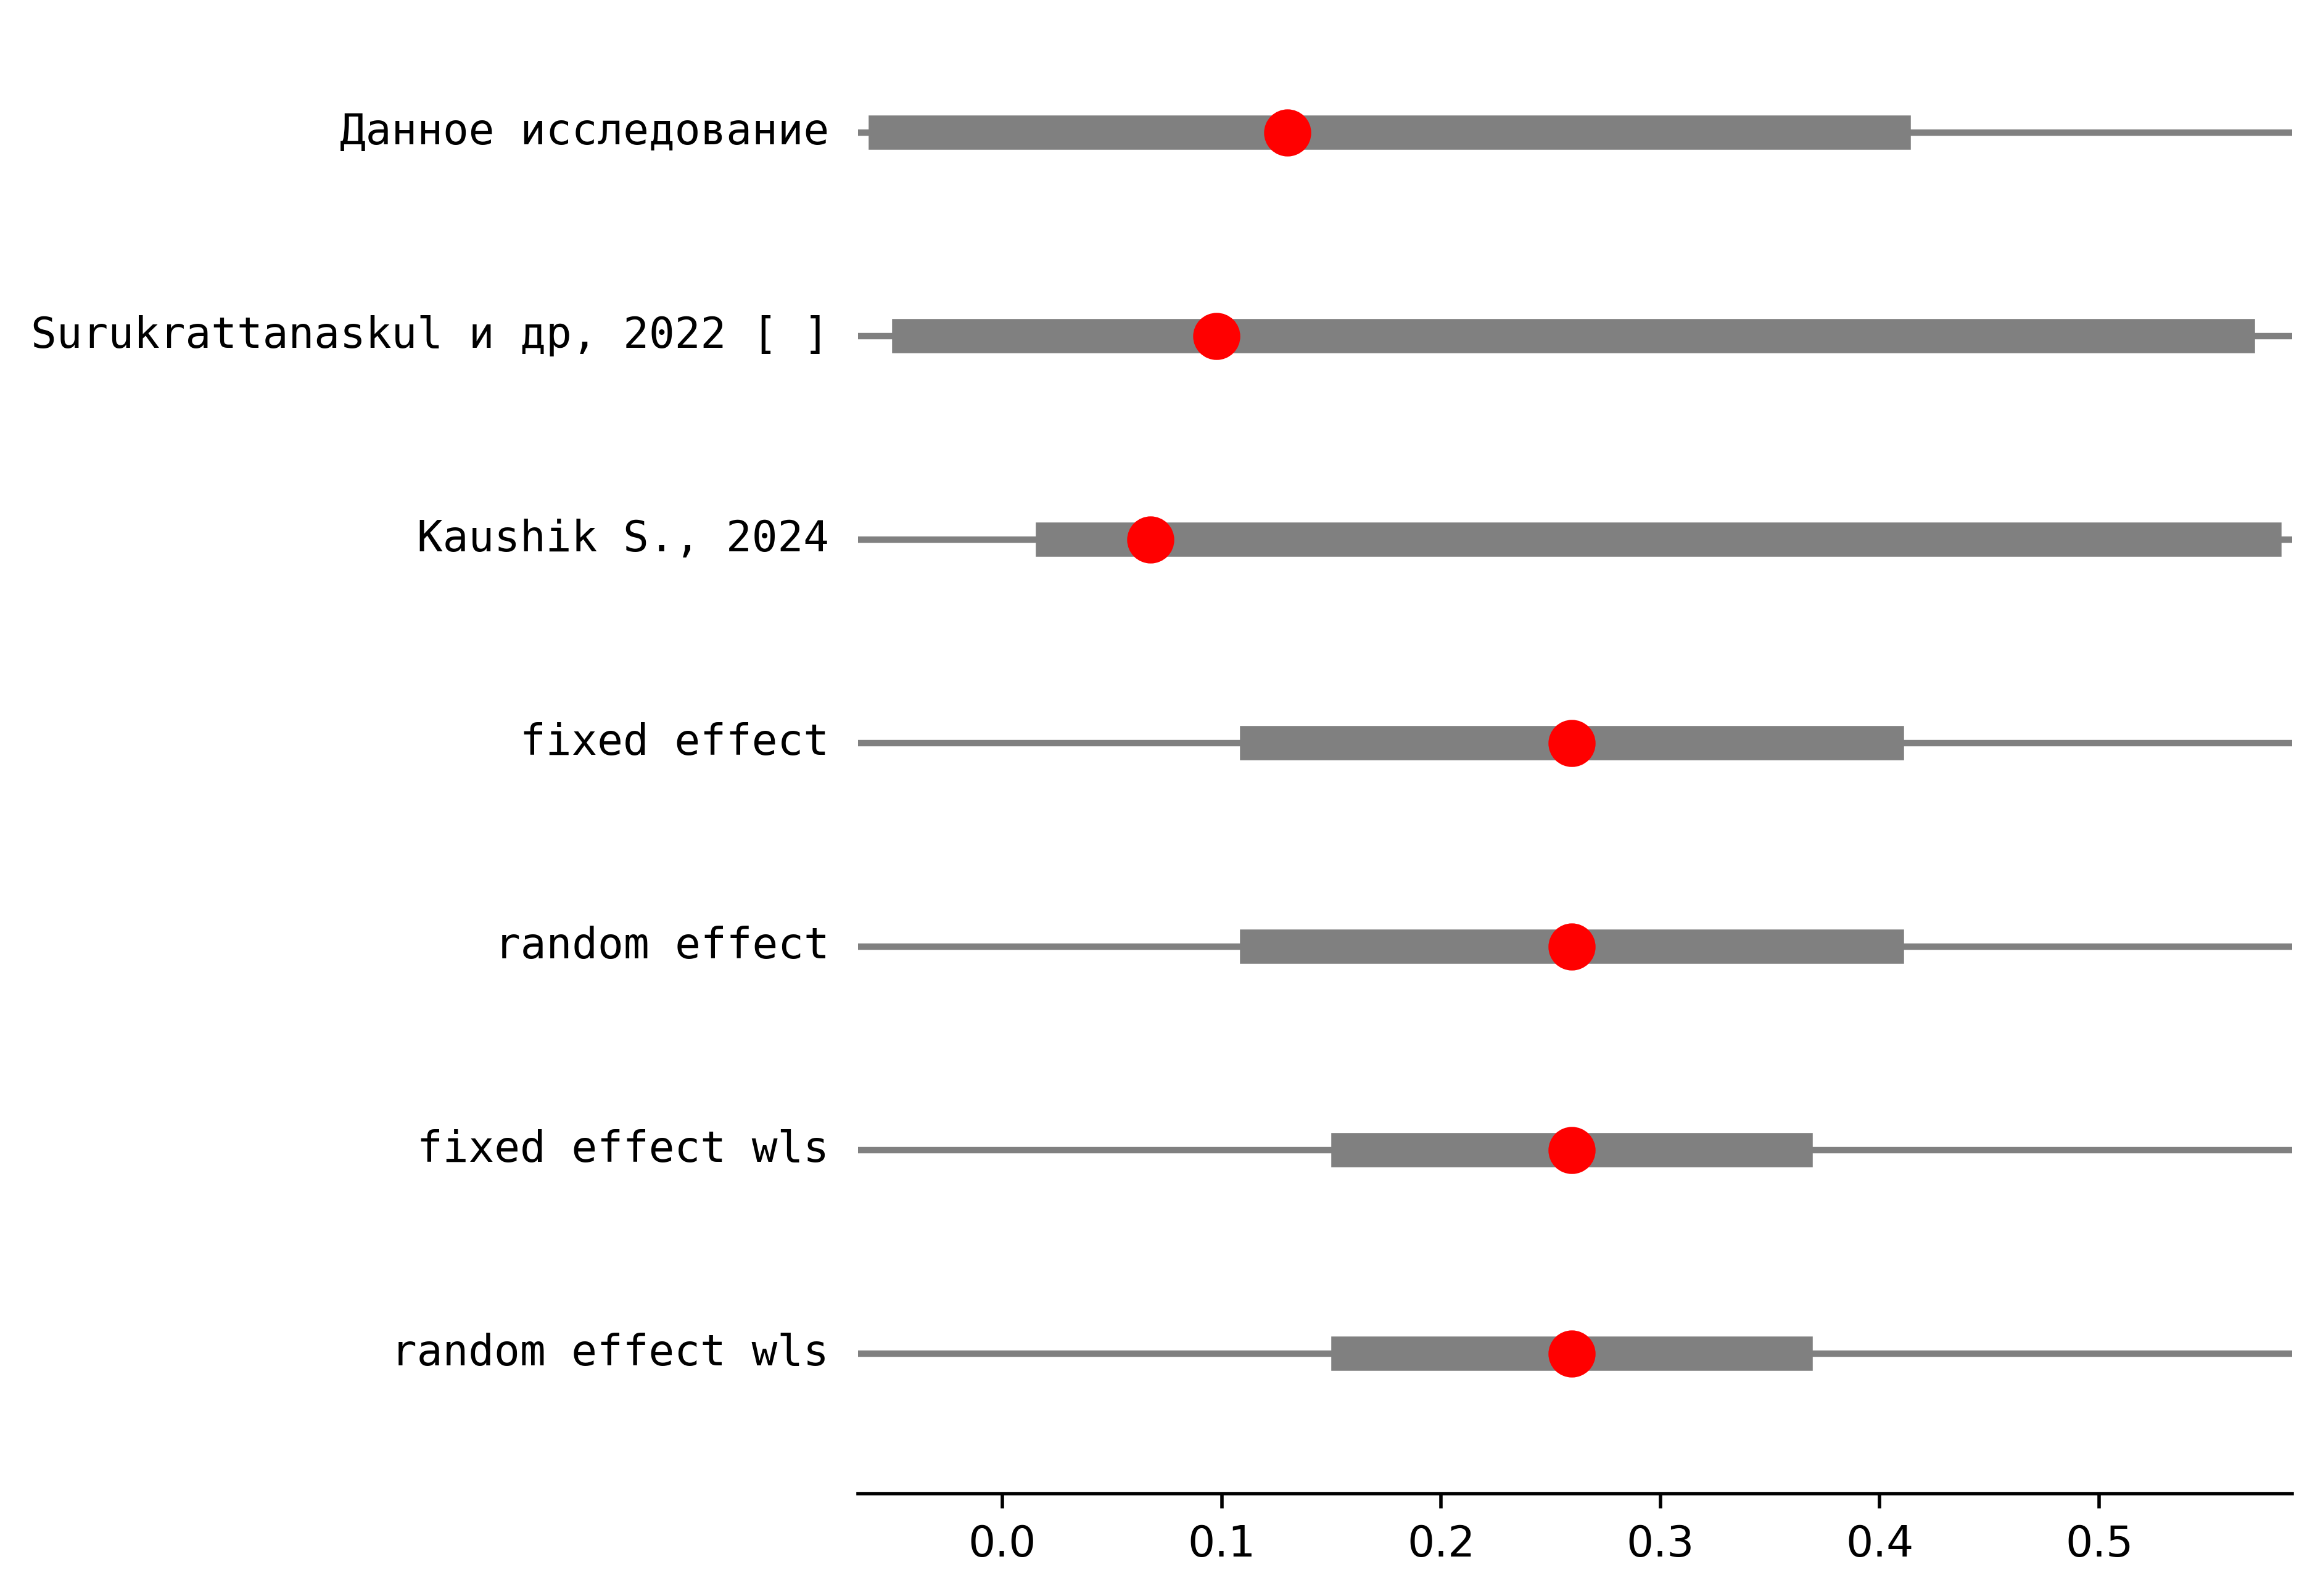 Данное исследование
Surukrattanaskul и др, 2022 [ ]
Kaushik S., 2024
fixed effect
random effect
fixed effect wls
random effect wls
0.0 0.1 0.2 0.3 0.4 0.5